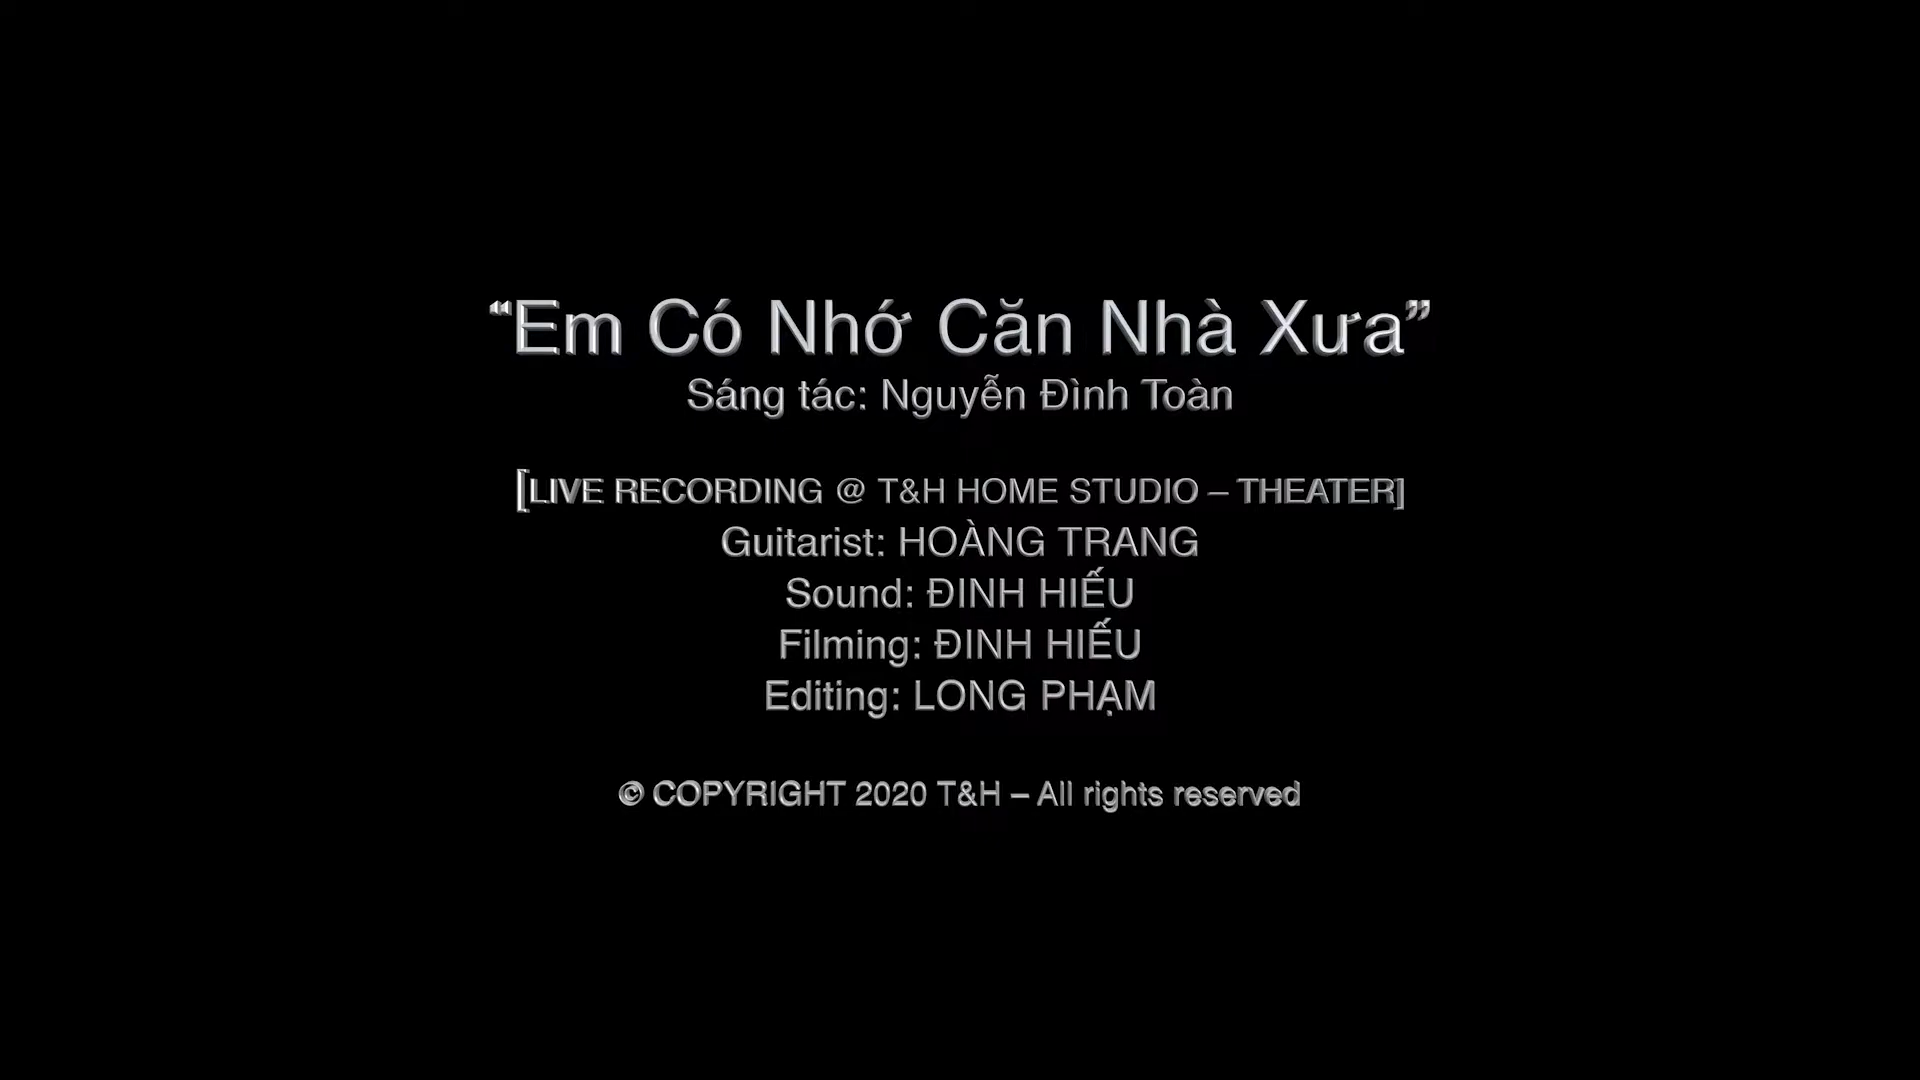 “Em Có Nhớ Căn Nhà Xưa”
Sáng tác: Nguyễn Đình Toàn
[LIVE RECORDING @ T&H HOME STUDIO – THEATER]
Guitarist: HOÀNG TRANG
Sound: ĐINH HIẾU
Filming: ĐINH HIẾU
Editing: LONG PHẠM
© COPYRIGHT 2020 T&H – All rights reserved